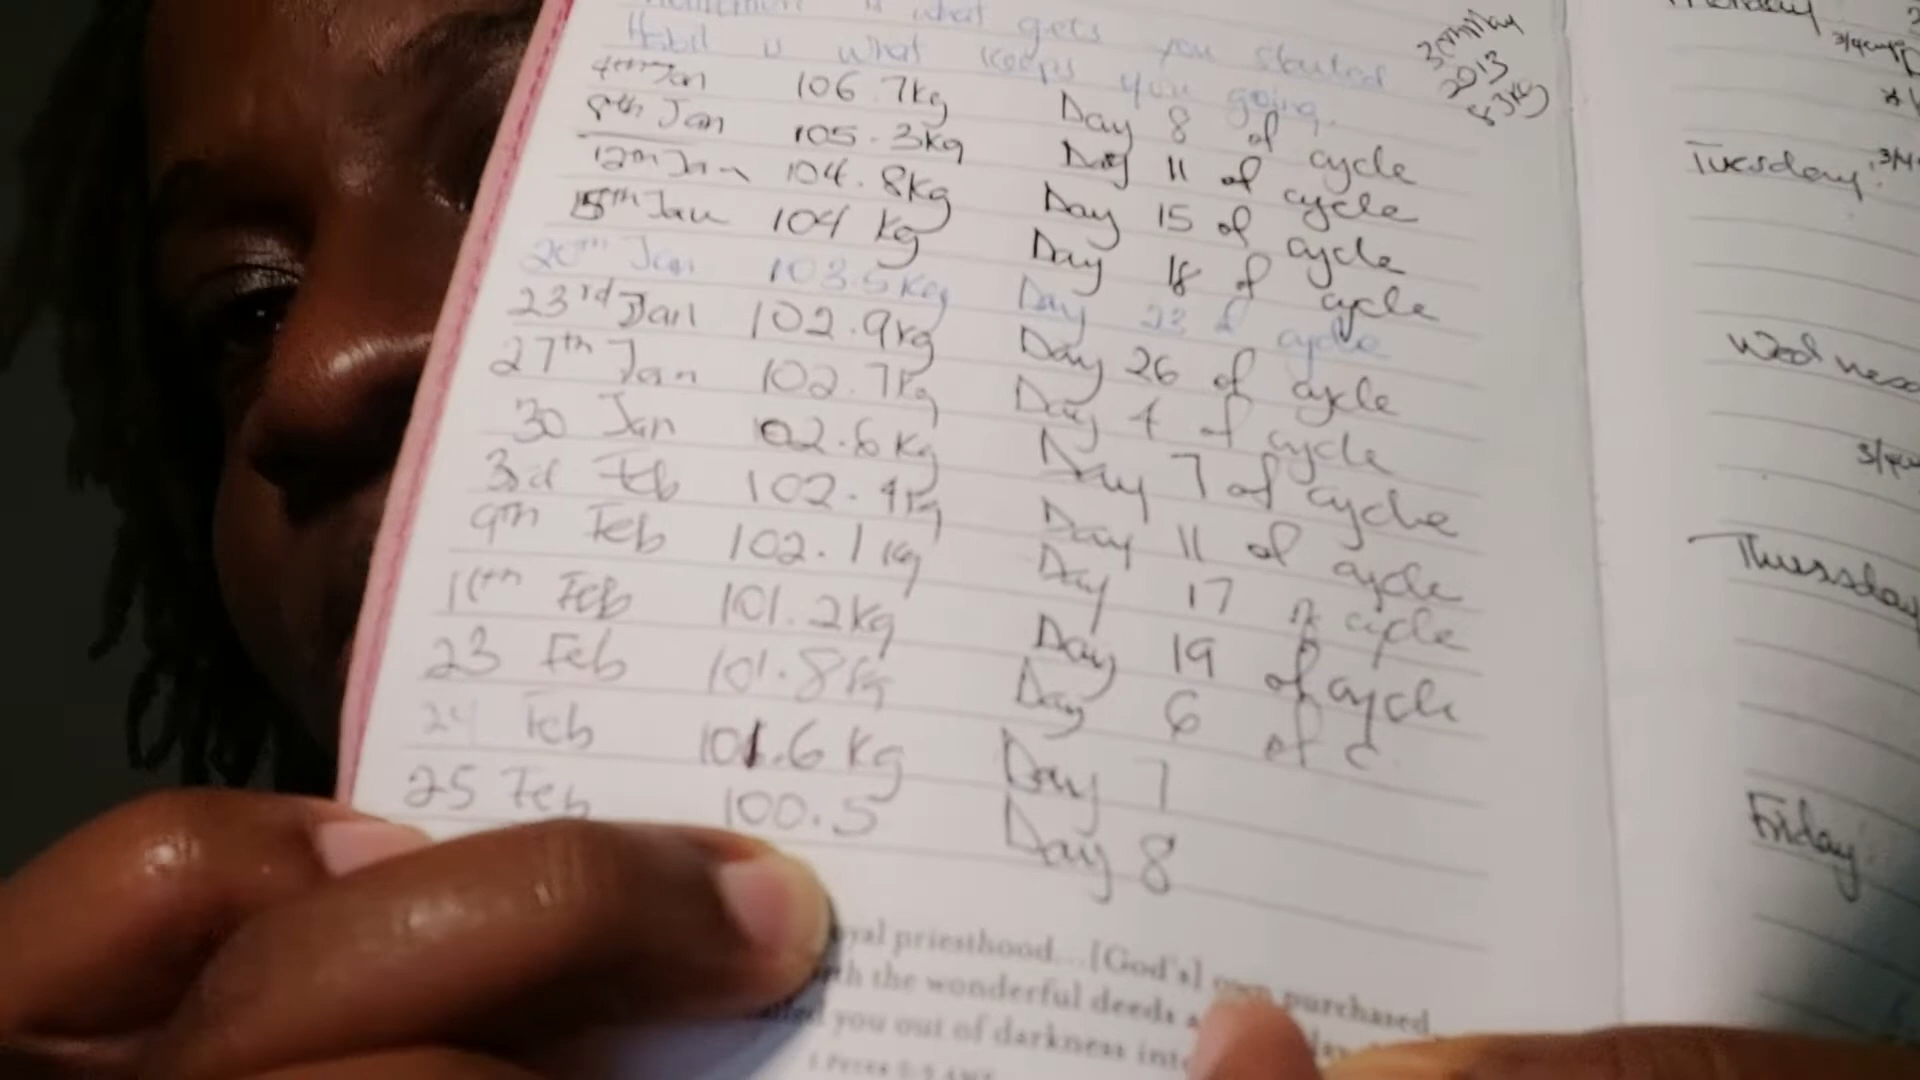 is what gets you started
Habit is what keeps you going.
4th Jan 106.7kg Day 8 of cycle
8th Jan 105.3kg Day 11 of cycle
12th Jan 104.8kg Day 15 of cycle
15th Jan 104 kg Day 18 of cycle
20th Jan 103.5kg Day 23 of cycle
23rd Jan 102.9kg Day 26 of cycle
27th Jan 102.7kg Day 4 of cycle
30 Jan 102.6kg Day 7 of cycle
3rd Feb 102.4kg Day 11 of cycle
9th Feb 102.1kg Day 17 of cycle
11th Feb 101.2kg Day 19 of cycle
23 Feb 101.8kg Day 6 of c
24 Feb 101.6 kg Day 7
25 Feb 100.5 Day 8
priesthood...[God's] own purchased
the wonderful deeds
you out of darkness into
2013
Monday
Tuesday
Thursday
Friday